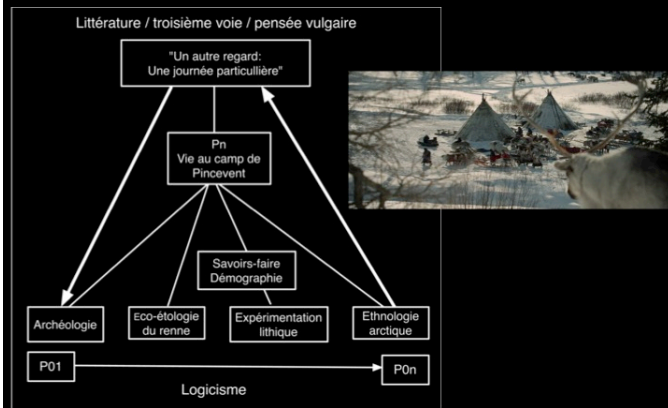 Littérature / troisième voie / pensée vulgaire
"Un autre regard:
Une journée particullière"
Pn
Vie au camp de
Pincevent
Savoirs-faire
Démographie
Archéologie
Eco-étologie
du renne
Expérimentation
lithique
Ethnologie
arctique
P01
P0n
Logicisme